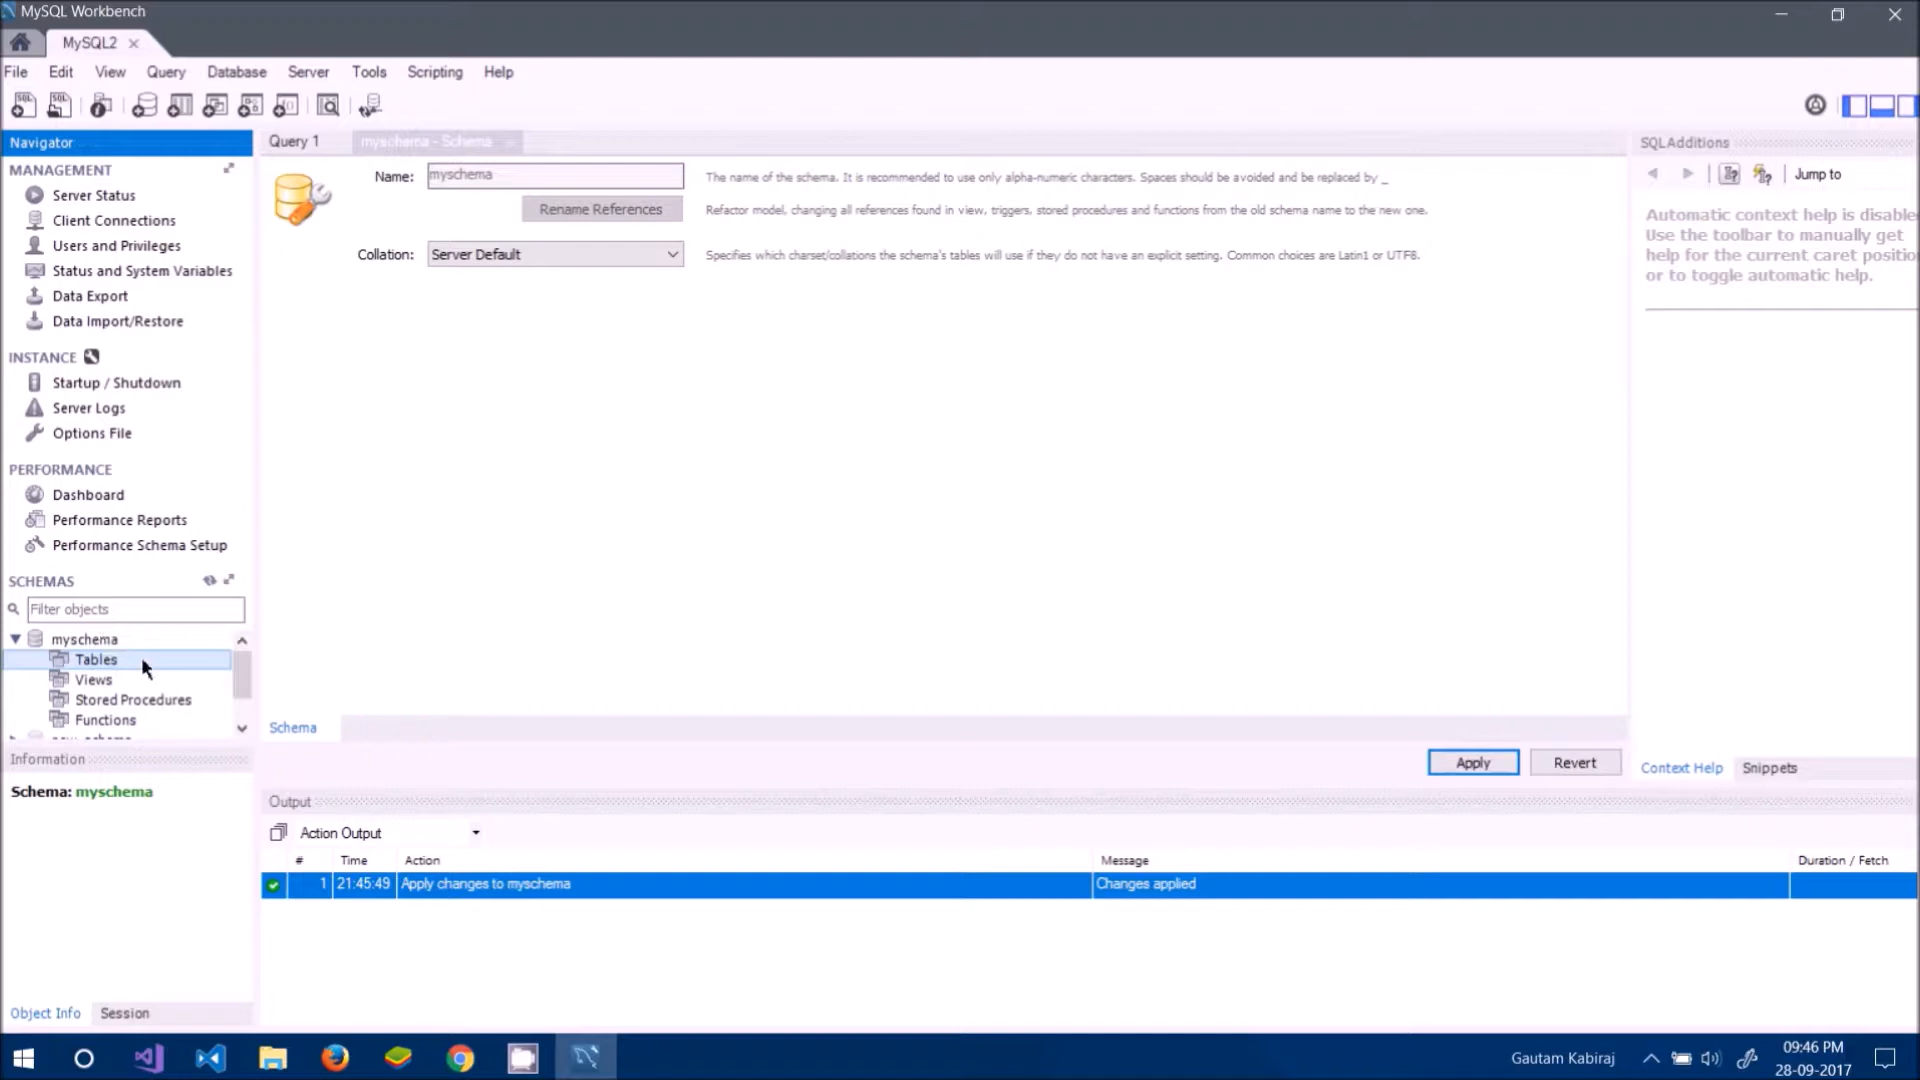 MySQL Workbench
MySQL2
File Edit View Query Database Server Tools Scripting Help
Navigator
MANAGEMENT
Server Status
Client Connections
Users and Privileges
Status and System Variables
Data Export
Data Import/Restore
INSTANCE
Startup / Shutdown
Server Logs
Options File
PERFORMANCE
Dashboard
Performance Reports
Performance Schema Setup
SCHEMAS
Filter objects
myschema
Tables
Views
Stored Procedures
Functions
Information
Schema: myschema
Object Info Session
Query 1 myschema - Schema
Name: myschema The name of the schema. It is recommended to use only alpha-numeric characters. Spaces should be avoided and be replaced by _
Rename References Refactor model, changing all references found in view, triggers, stored procedures and functions from the old schema name to the new one.
Collation: Server Default Specifies which charset/collations the schema's tables will use if they do not have an explicit setting. Common choices are Latin1 or UTF8.
Schema
Apply Revert
SQLAdditions
Jump to
Automatic context help is disable
Use the toolbar to manually get
help for the current caret positio
or to toggle automatic help.
Context Help Snippets
Output
Action Output
# Time Action Message Duration / Fetch
1 21:45:49 Apply changes to myschema Changes applied
Gautam Kabiraj
09:46 PM
28-09-2017